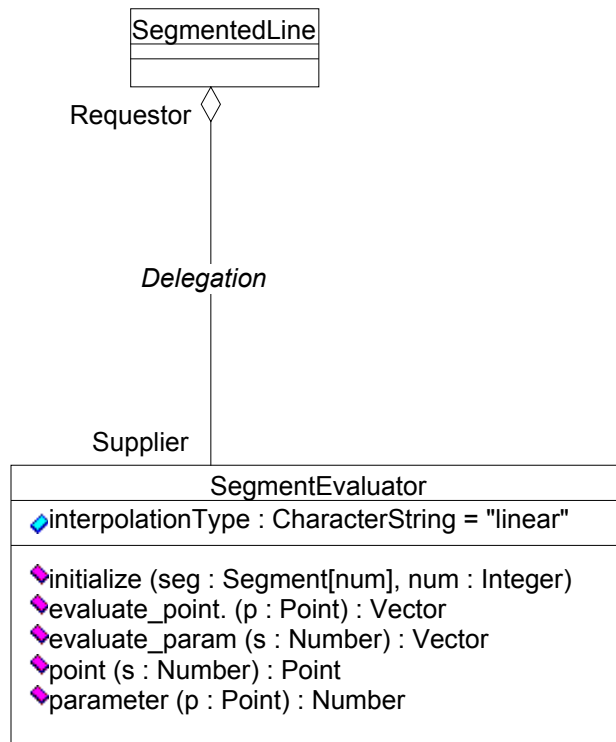 SegmentedLine
Requestor
Delegation
Supplier
SegmentEvaluator
interpolationType : CharacterString = "linear"
initialize (seg : Segment[num], num : Integer)
evaluate_point. (p : Point) : Vector
evaluate_param (s : Number) : Vector
point (s : Number) : Point
parameter (p : Point) : Number